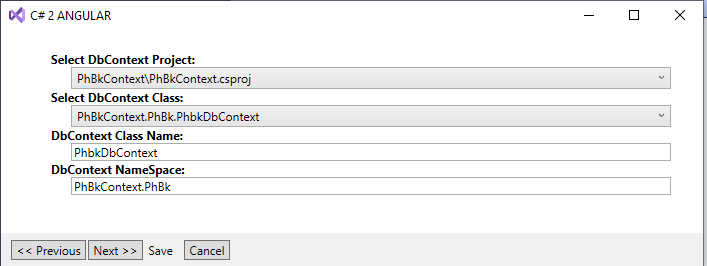 C# 2 ANGULAR
Select DbContext Project:
PhBkContext\PhBkContext.csproj
Select DbContext Class:
PhBkContext.PhBk.PhbkDbContext
DbContext Class Name:
PhbkDbContext
DbContext NameSpace:
PhBkContext.PhBk
<< Previous Next >> Save Cancel